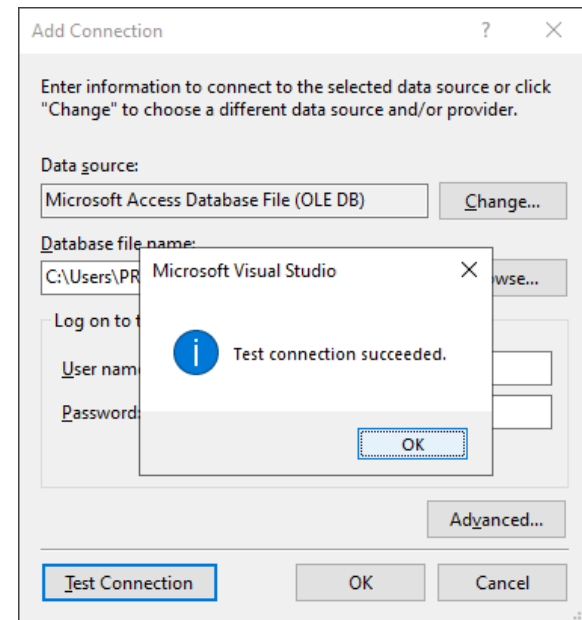 Add Connection
Enter information to connect to the selected data source or click
"Change" to choose a different data source and/or provider.
Data source:
Microsoft Access Database File (OLE DB)
Change...
Database file name:
C:\Users\PR
Microsoft Visual Studio
Log on to t
Test connection succeeded.
User nam
Password:
OK
Advanced...
Test Connection
OK
Cancel